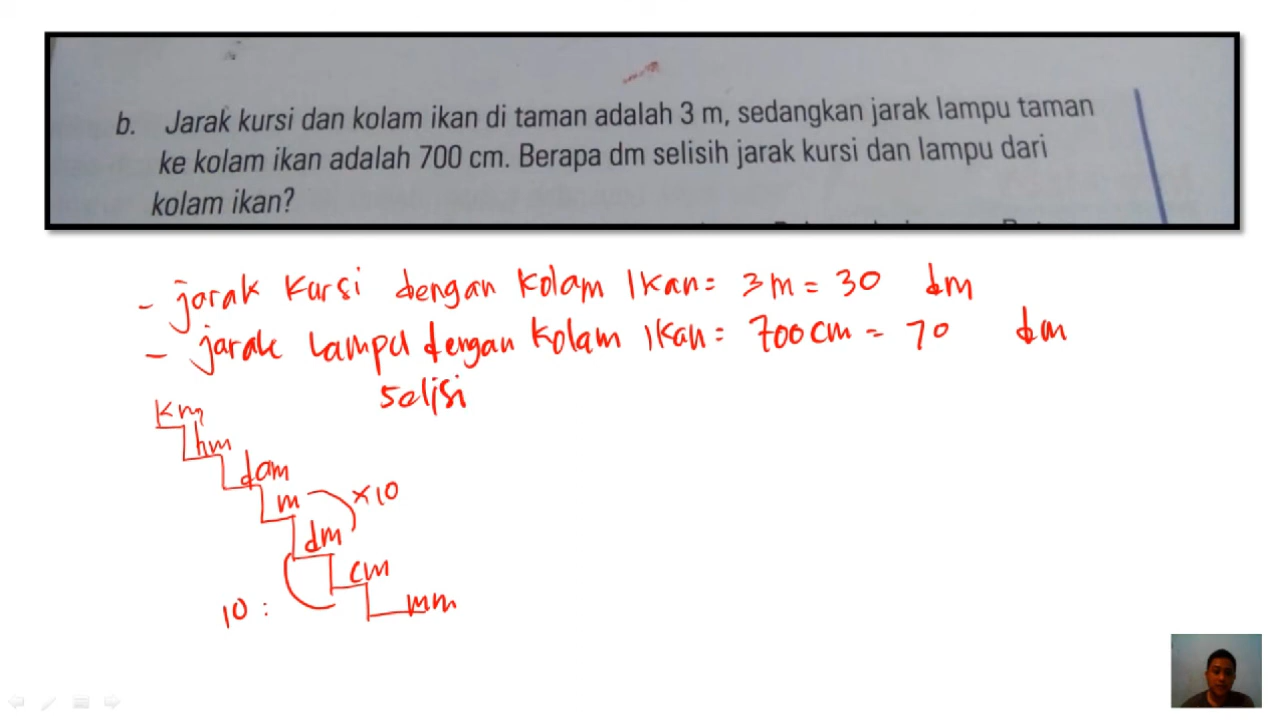 b. Jarak kursi dan kolam ikan di taman adalah 3 m, sedangkan jarak lampu taman
ke kolam ikan adalah 700 cm. Berapa dm selisih jarak kursi dan lampu dari
kolam ikan?
- jarak kursi dengan kolam ikan = 3m = 30 dm
- jarak lampu dengan kolam ikan = 700 cm = 70 dm
selisi
km
hm
dam
m
x10
dm
cm
10 :
mm